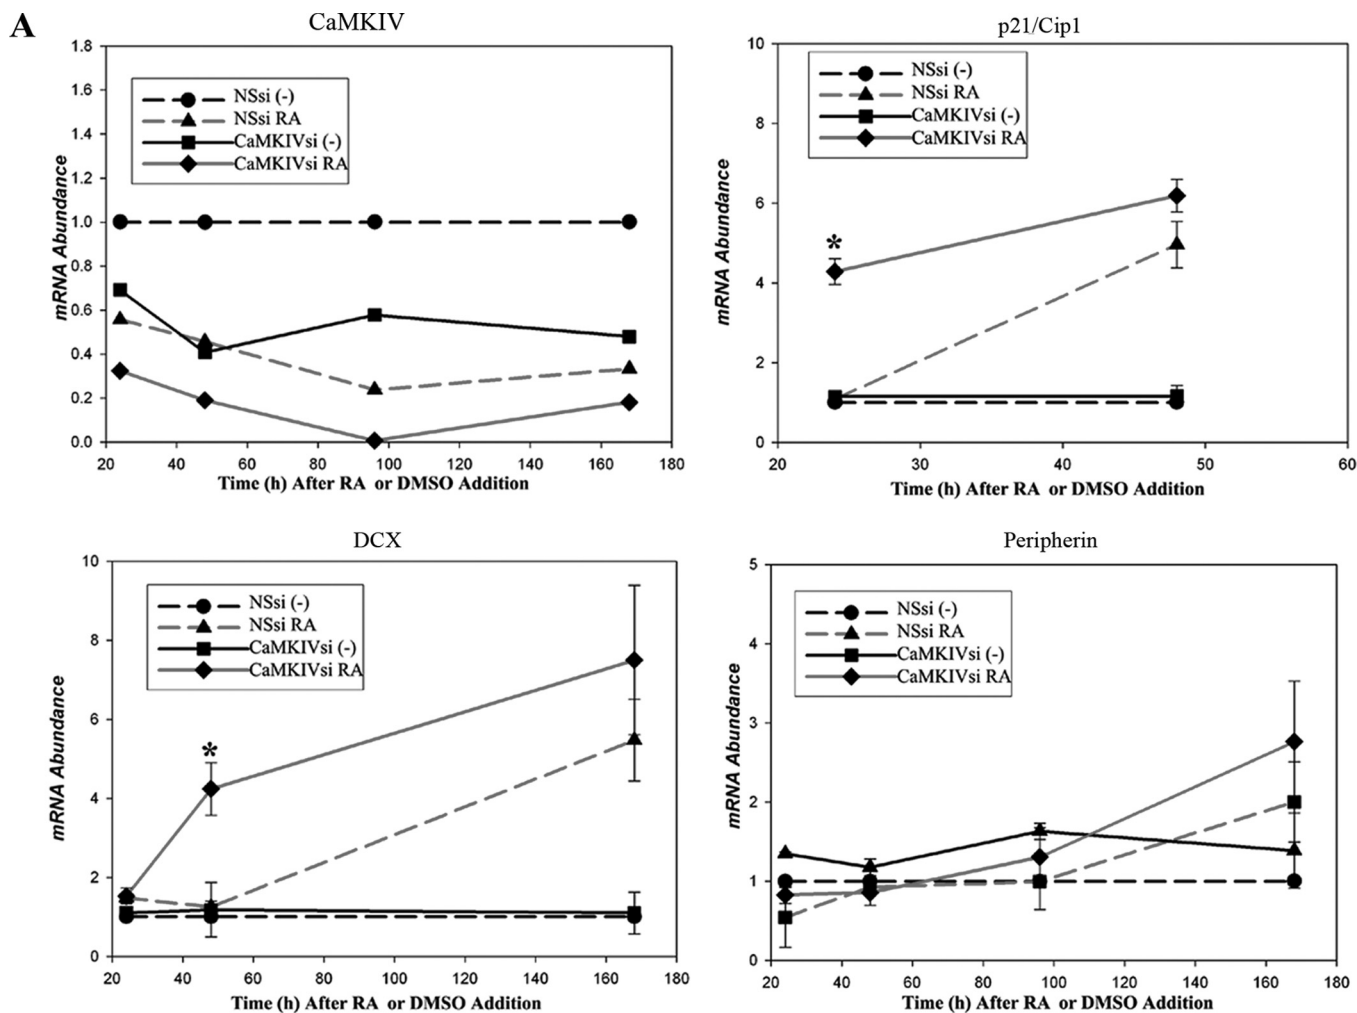 A
CaMKIV
1.8
1.6
1.4
1.2
1.0
0.8
0.6
0.4
0.2
0.0
mRNA Abundance
NSsi (-)
NSsi RA
CaMKIVsi (-)
CaMKIVsi RA
20 40 60 80 100 120 140 160 180
Time (h) After RA or DMSO Addition
p21/Cip1
10
8
6
4
2
0
mRNA Abundance
NSsi (-)
NSsi RA
CaMKIVsi (-)
CaMKIVsi RA
*
20 30 40 50 60
Time (h) After RA or DMSO Addition
DCX
10
8
6
4
2
0
mRNA Abundance
NSsi (-)
NSsi RA
CaMKIVsi (-)
CaMKIVsi RA
*
20 40 60 80 100 120 140 160 180
Time (h) After RA or DMSO Addition
Peripherin
5
4
3
2
1
0
mRNA Abundance
NSsi (-)
NSsi RA
CaMKIVsi (-)
CaMKIVsi RA
20 40 60 80 100 120 140 160 180
Time (h) After RA or DMSO Addition